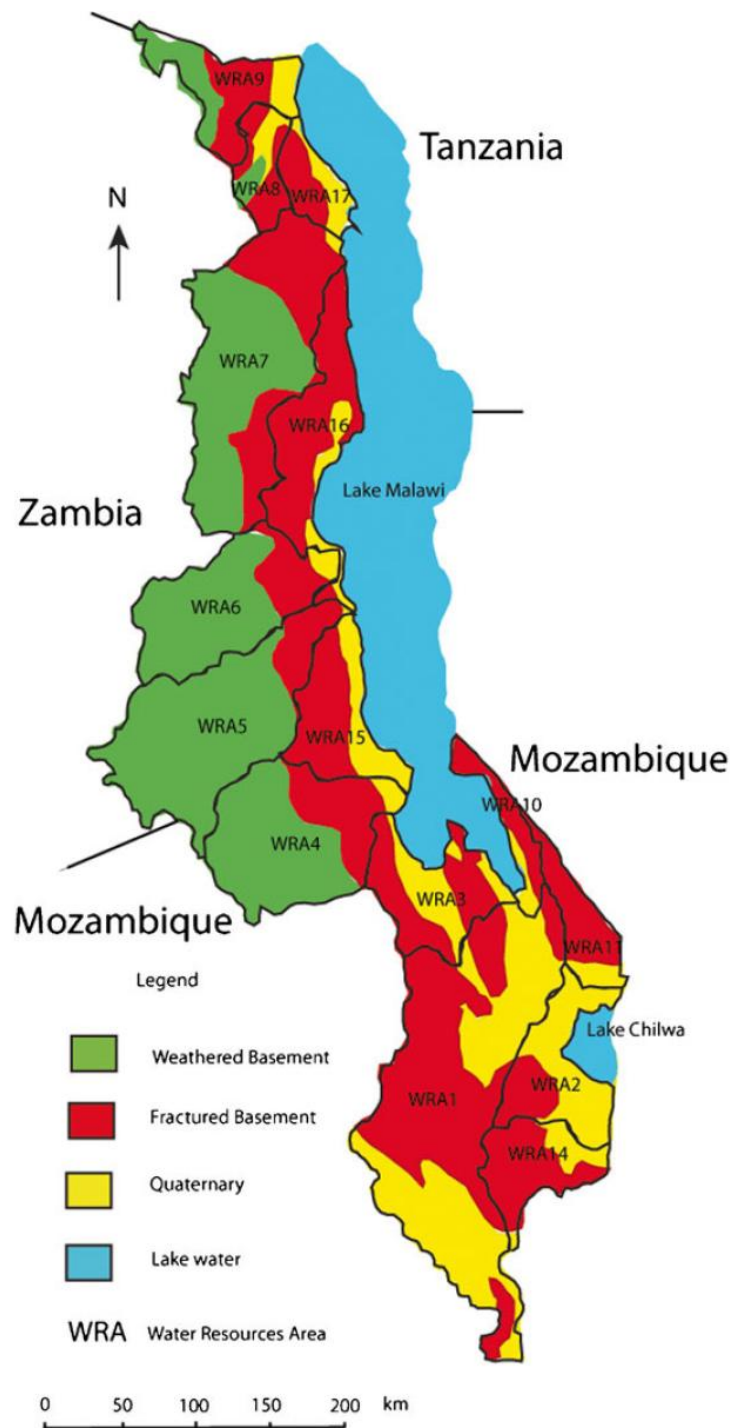 WRA9
Tanzania
WRA8
WRA17
N
WRA7
WRA16
Lake Malawi
Zambia
WRA6
WRA5
WRA15
Mozambique
WRA10
WRA4
WRA3
Mozambique
WRA11
Legend
Lake Chilwa
Weathered Basement
WRA2
WRA1
Fractured Basement
WRA14
Quaternary
Lake water
WRA Water Resources Area
0 50 100 150 200 km